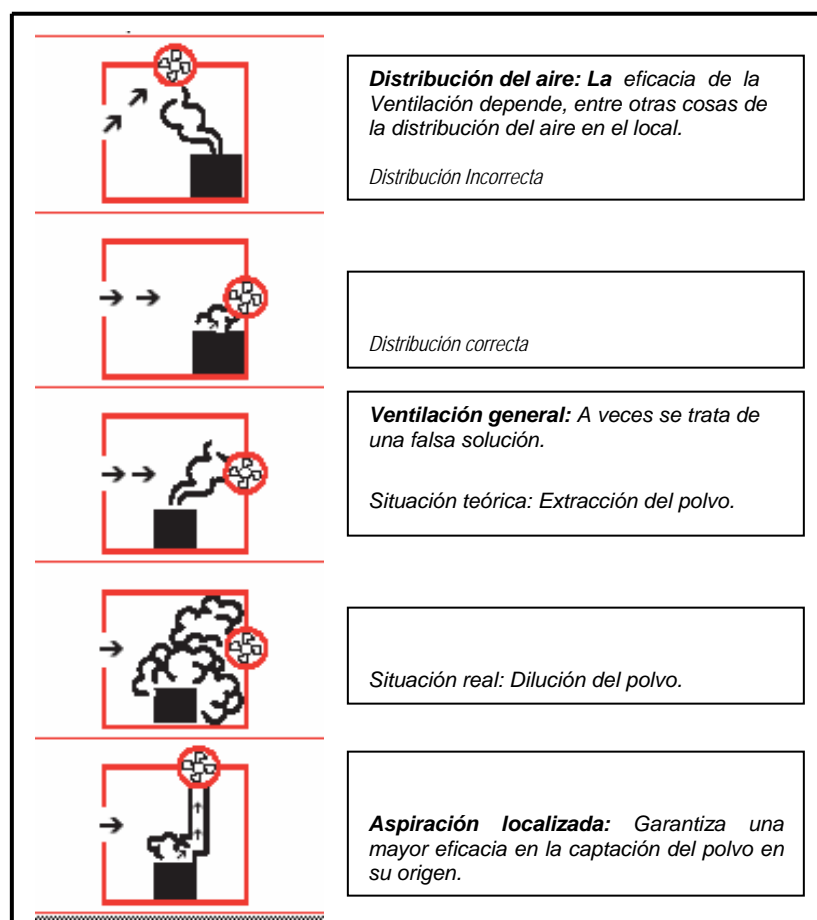 Distribución del aire: La eficacia de la
Ventilación depende, entre otras cosas de
la distribución del aire en el local.
Distribución Incorrecta
Distribución correcta
Ventilación general: A veces se trata de
una falsa solución.
Situación teórica: Extracción del polvo.
Situación real: Dilución del polvo.
Aspiración localizada: Garantiza una
mayor eficacia en la captación del polvo en
su origen.